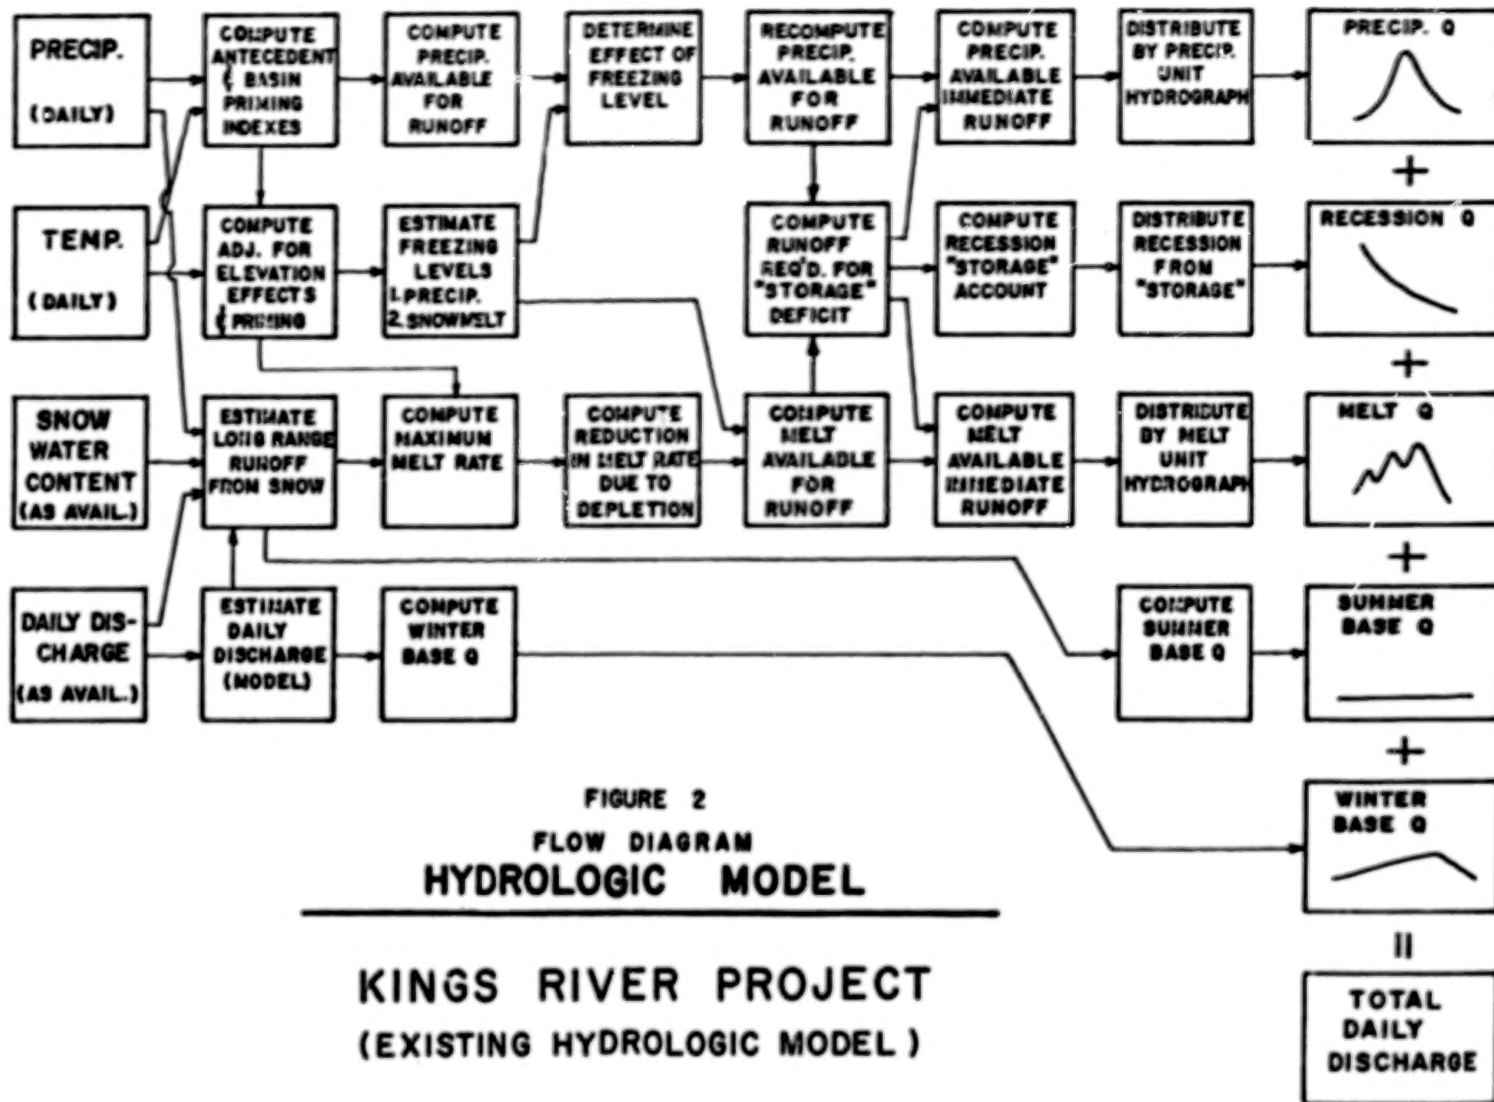 PRECIP.
(DAILY)
COMPUTE
ANTECEDENT
& BASIN
PRIMING
INDEXES
COMPUTE
PRECIP.
AVAILABLE
FOR
RUNOFF
DETERMINE
EFFECT OF
FREEZING
LEVEL
RECOMPUTE
PRECIP.
AVAILABLE
FOR
RUNOFF
COMPUTE
PRECIP.
AVAILABLE
IMMEDIATE
RUNOFF
DISTRIBUTE
BY PRECIP.
UNIT
HYDROGRAPH
PRECIP. Q
+
TEMP.
(DAILY)
COMPUTE
ADJ. FOR
ELEVATION
EFFECTS
& PRIMING
ESTIMATE
FREEZING
LEVELS
1. PRECIP.
2. SNOWMELT
COMPUTE
RUNOFF
REQ'D. FOR
"STORAGE"
DEFICIT
COMPUTE
RECESSION
"STORAGE"
ACCOUNT
DISTRIBUTE
RECESSION
FROM
"STORAGE"
RECESSION Q
+
SNOW
WATER
CONTENT
(AS AVAIL.)
ESTIMATE
LONG RANGE
RUNOFF
FROM SNOW
COMPUTE
MAXIMUM
MELT RATE
COMPUTE
REDUCTION
IN MELT RATE
DUE TO
DEPLETION
COMPUTE
MELT
AVAILABLE
FOR
RUNOFF
COMPUTE
MELT
AVAILABLE
IMMEDIATE
RUNOFF
DISTRIBUTE
BY MELT
UNIT
HYDROGRAPH
MELT Q
+
DAILY DIS-
CHARGE
(AS AVAIL.)
ESTIMATE
DAILY
DISCHARGE
(MODEL)
COMPUTE
WINTER
BASE Q
COMPUTE
SUMMER
BASE Q
SUMMER
BASE Q
+
WINTER
BASE Q
=
TOTAL
DAILY
DISCHARGE
FIGURE 2
FLOW DIAGRAM
HYDROLOGIC MODEL
KINGS RIVER PROJECT
(EXISTING HYDROLOGIC MODEL)